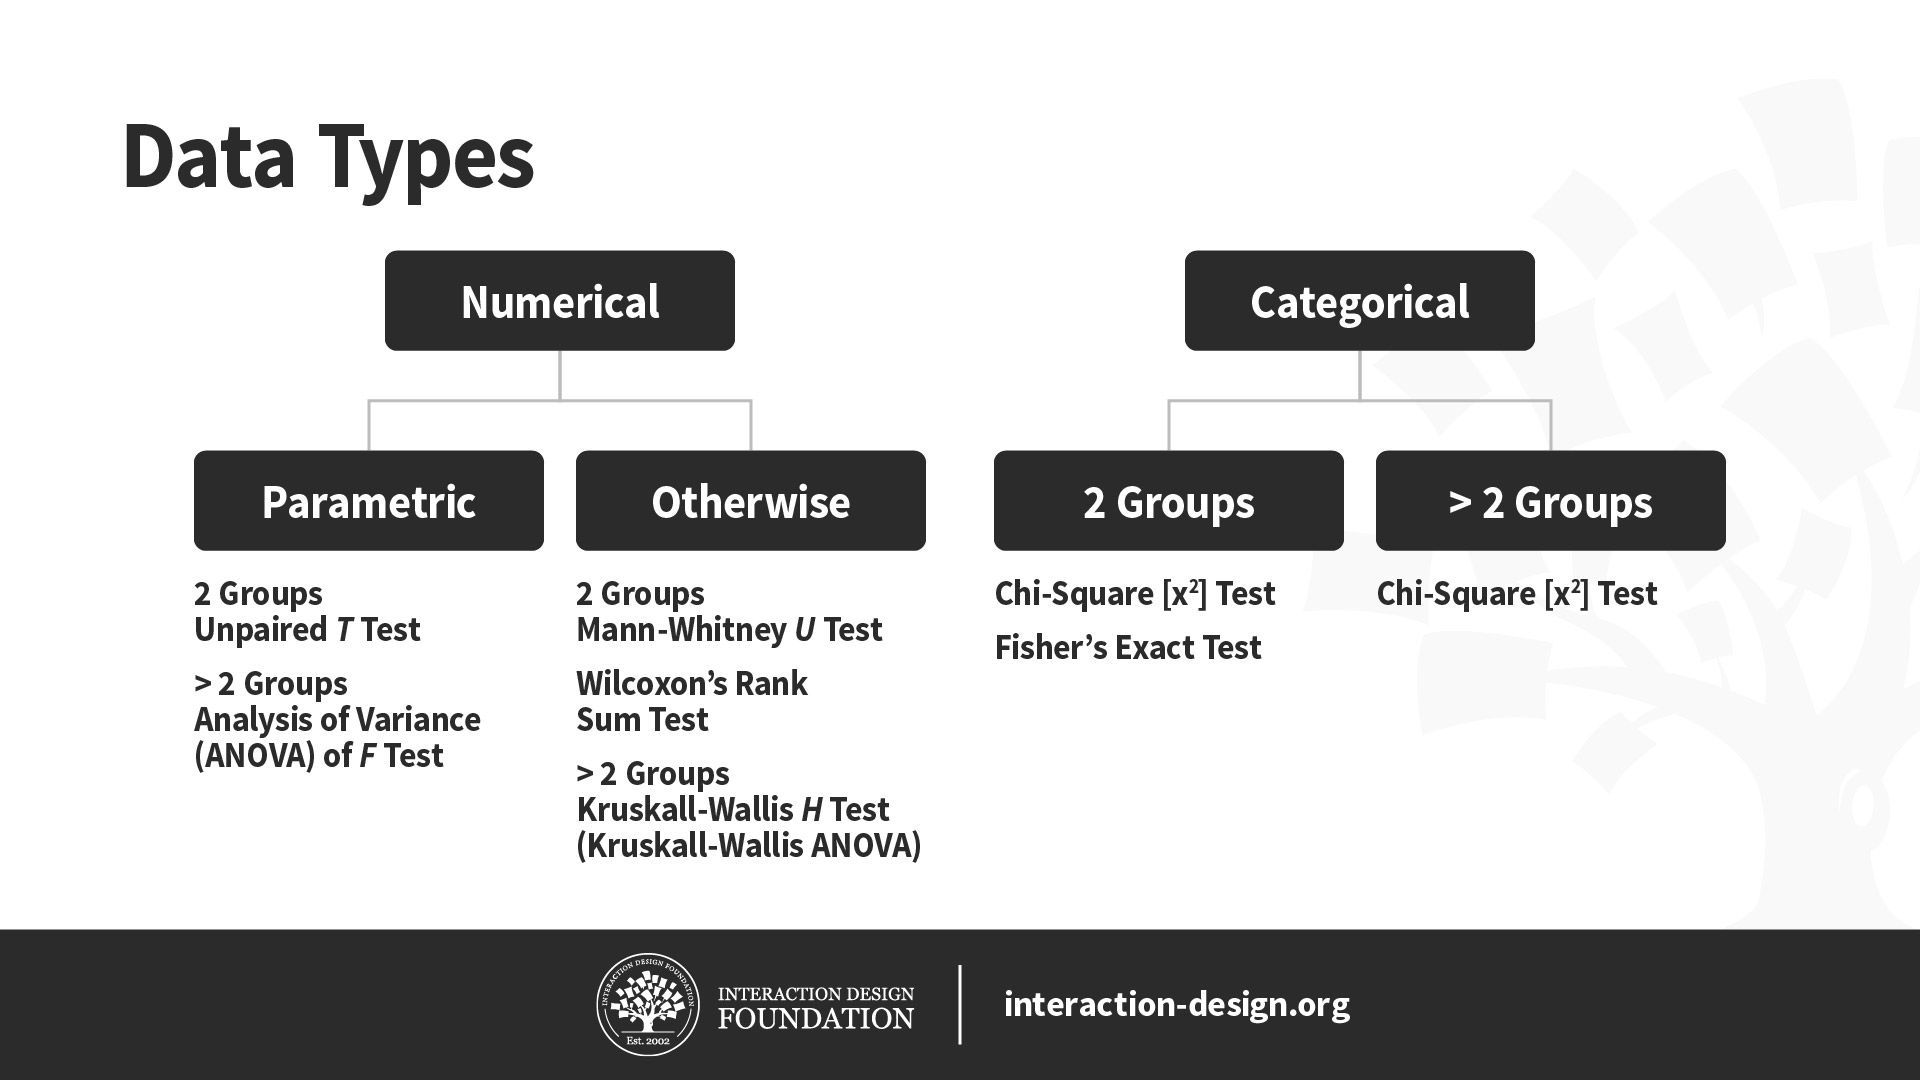 Data Types
Numerical
Categorical
Parametric
Otherwise
2 Groups
> 2 Groups
2 Groups
Unpaired T Test
> 2 Groups
Analysis of Variance
(ANOVA) of F Test
2 Groups
Mann-Whitney U Test
Wilcoxon’s Rank
Sum Test
> 2 Groups
Kruskall-Wallis H Test
(Kruskall-Wallis ANOVA)
Chi-Square [x²] Test
Fisher’s Exact Test
Chi-Square [x²] Test
INTERACTION DESIGN FOUNDATION
Est. 2002
INTERACTION DESIGN
FOUNDATION
interaction-design.org